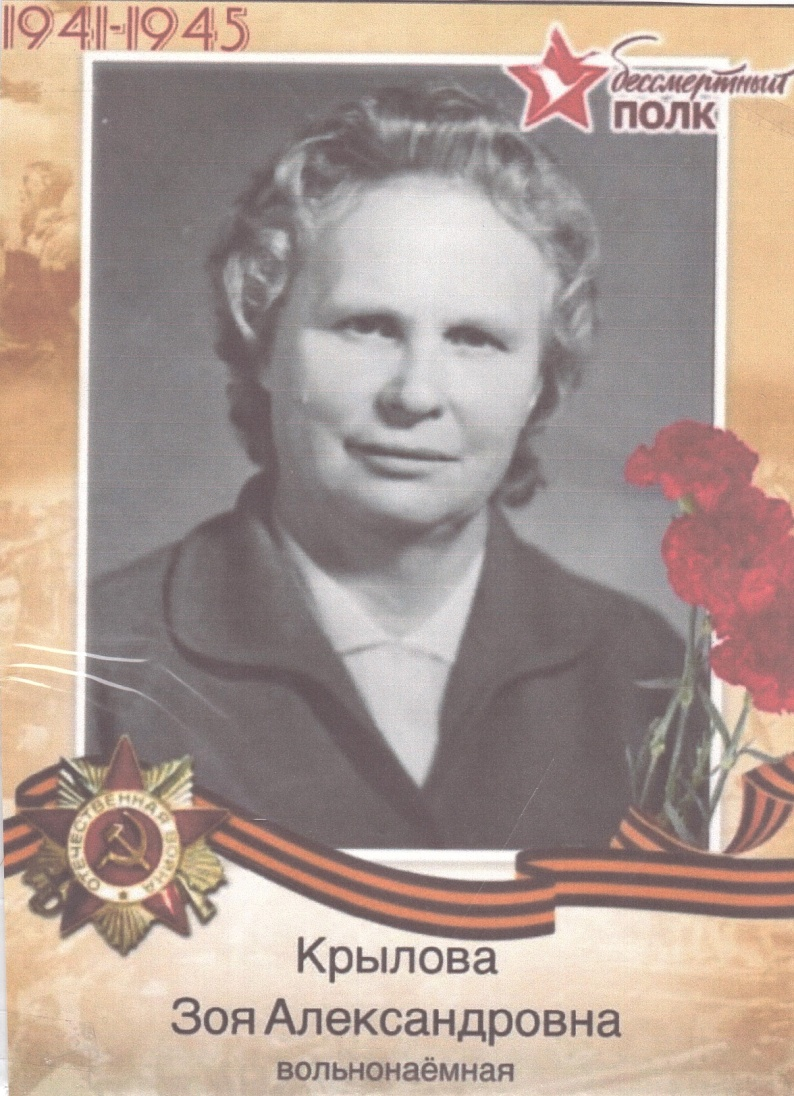 1941-1945
бессмертный
ПОЛК
ОТЕЧЕСТВЕННАЯ ВОЙНА
Крылова
Зоя Александровна
вольнонаёмная